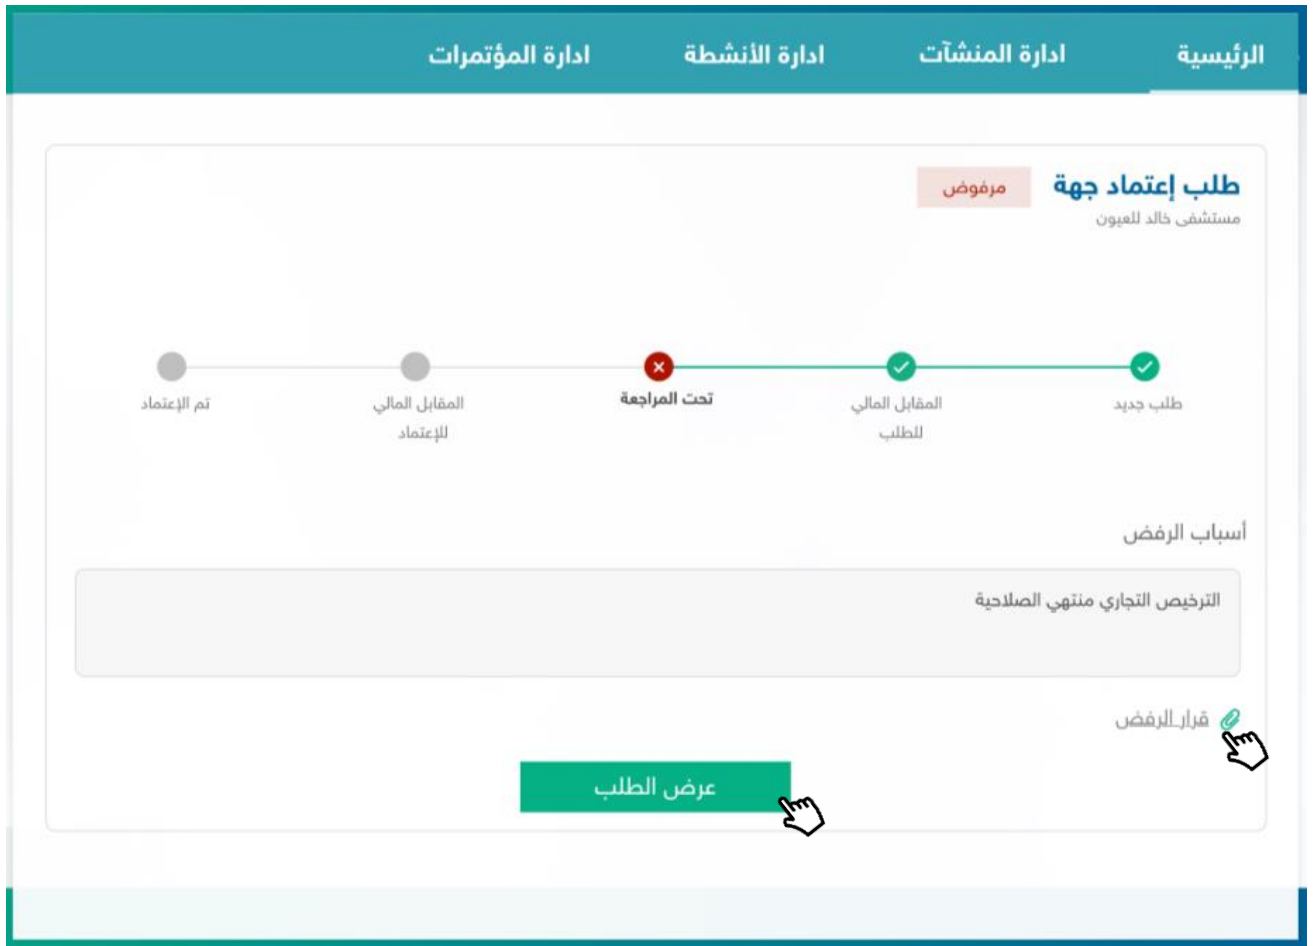 الرئيسية
ادارة المنشآت
ادارة الأنشطة
ادارة المؤتمرات
طلب إعتماد جهة
مرفوض
مستشفى خالد للعيون
طلب جديد
المقابل المالي
للطلب
تحت المراجعة
المقابل المالي
للإعتماد
تم الإعتماد
أسباب الرفض
الترخيص التجاري منتهي الصلاحية
قرار الرفض
عرض الطلب